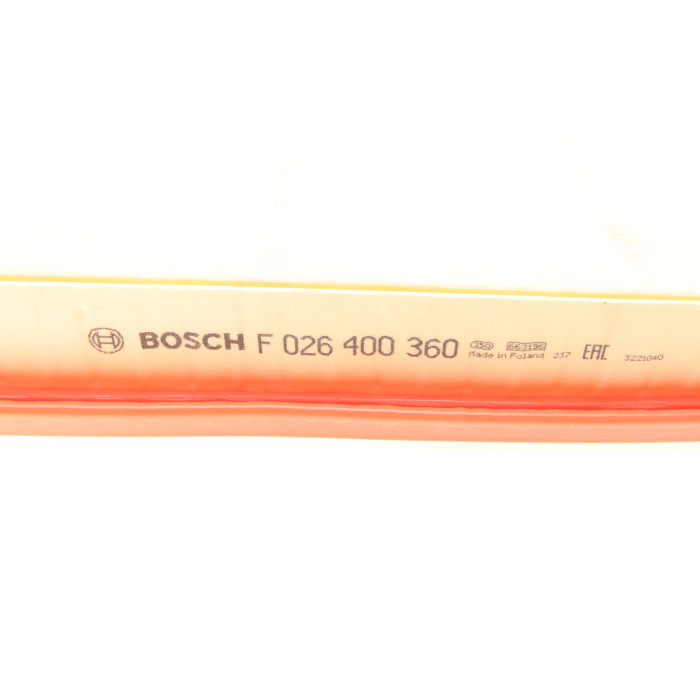 BOSCH F 026 400 360
Made in Poland 237 EAC 3221040